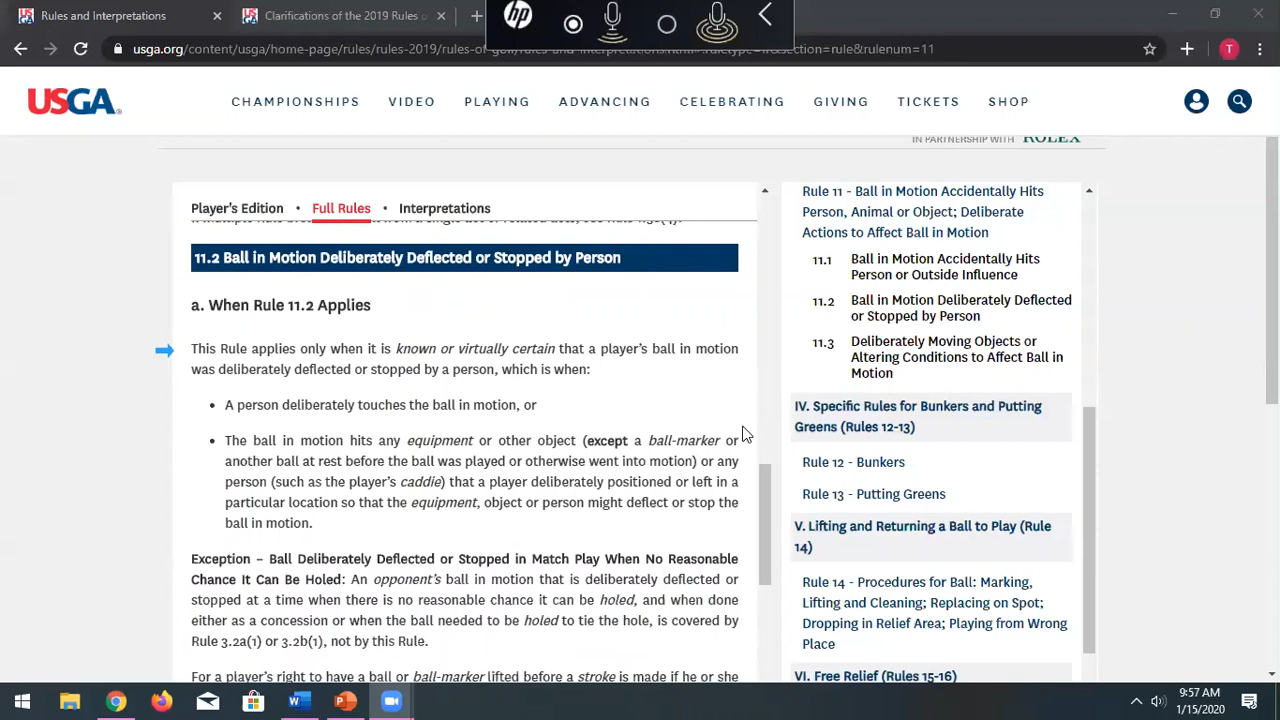 Rules and Interpretations
Clarifications of the 2019 Rules o
usga.org/content/usga/home-page/rules/rules-2019/rules-of-golf/rules-and-interpretations.html#!ruletype=fr&section=rule&rulenum=11
T
hp
USGA
CHAMPIONSHIPS VIDEO PLAYING ADVANCING CELEBRATING GIVING TICKETS SHOP
IN PARTNERSHIP WITH ROLEX
Player's Edition • Full Rules • Interpretations
11.2 Ball in Motion Deliberately Deflected or Stopped by Person
a. When Rule 11.2 Applies
This Rule applies only when it is known or virtually certain that a player's ball in motion
was deliberately deflected or stopped by a person, which is when:
• A person deliberately touches the ball in motion, or
• The ball in motion hits any equipment or other object (except a ball-marker or
another ball at rest before the ball was played or otherwise went into motion) or any
person (such as the player's caddie) that a player deliberately positioned or left in a
particular location so that the equipment, object or person might deflect or stop the
ball in motion.
Exception – Ball Deliberately Deflected or Stopped in Match Play When No Reasonable
Chance It Can Be Holed: An opponent's ball in motion that is deliberately deflected or
stopped at a time when there is no reasonable chance it can be holed, and when done
either as a concession or when the ball needed to be holed to tie the hole, is covered by
Rule 3.2a(1) or 3.2b(1), not by this Rule.
For a player's right to have a ball or ball-marker lifted before a stroke is made if he or she
Rule 11 - Ball in Motion Accidentally Hits
Person, Animal or Object; Deliberate
Actions to Affect Ball in Motion
11.1 Ball in Motion Accidentally Hits
Person or Outside Influence
11.2 Ball in Motion Deliberately Deflected
or Stopped by Person
11.3 Deliberately Moving Objects or
Altering Conditions to Affect Ball in
Motion
IV. Specific Rules for Bunkers and Putting
Greens (Rules 12-13)
Rule 12 - Bunkers
Rule 13 - Putting Greens
V. Lifting and Returning a Ball to Play (Rule
14)
Rule 14 - Procedures for Ball: Marking,
Lifting and Cleaning; Replacing on Spot;
Dropping in Relief Area; Playing from Wrong
Place
VI. Free Relief (Rules 15-16)
9:57 AM
1/15/2020